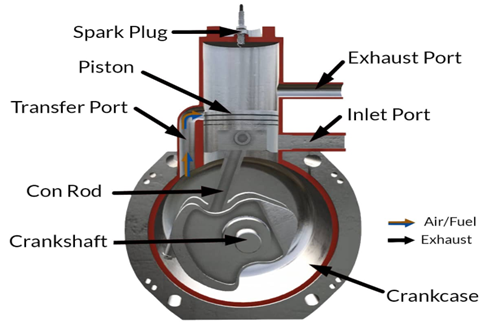 Spark Plug
Exhaust Port
Piston
Transfer Port
Inlet Port
Con Rod
Air/Fuel
Crankshaft
Exhaust
Crankcase